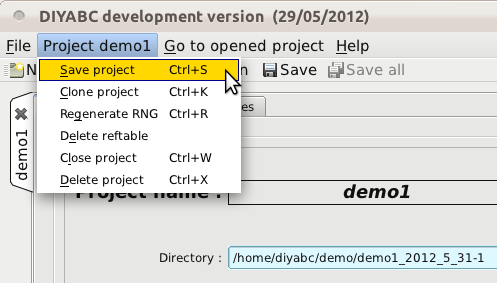 DIYABC development version (29/05/2012)
File Project demo1 Go to opened project Help
Save Save all
Save project Ctrl+S
Clone project Ctrl+K
Regenerate RNG Ctrl+R
Delete reftable
Close project Ctrl+W
Delete project Ctrl+X
demo1
Project name : demo1
Directory : /home/diyabc/demo/demo1_2012_5_31-1